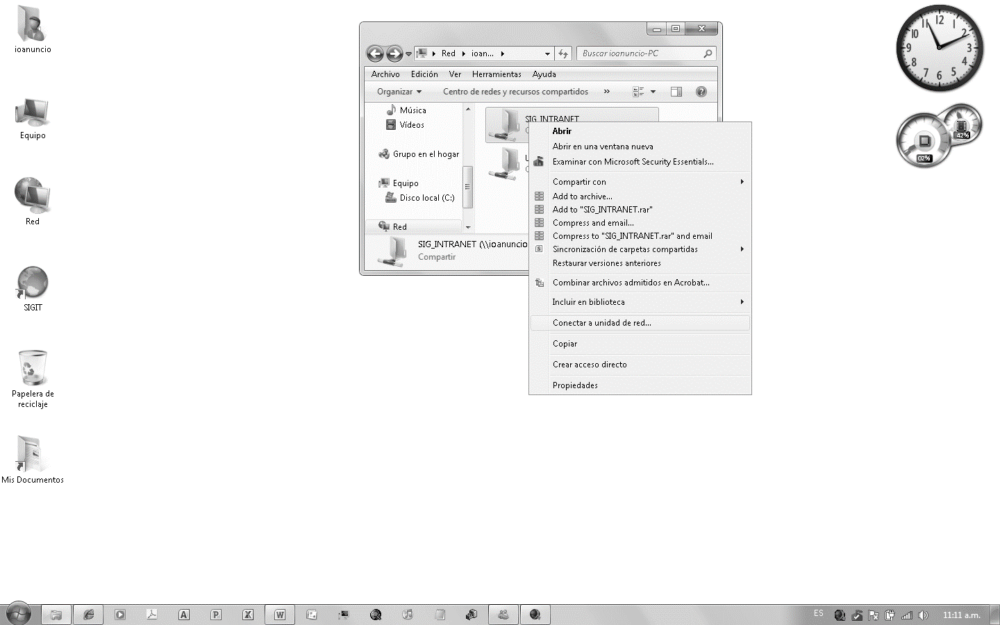 ioanuncio
Equipo
Red
SIGIT
Papelera de
reciclaje
Mis Documentos
Red ioan...
Buscar ioanuncio-PC
Archivo Edición Ver Herramientas Ayuda
Organizar Centro de redes y recursos compartidos »
Música
Vídeos
Grupo en el hogar
Equipo
Disco local (C:)
Red
SIG_INTRANET
SIG_INTRANET (\\ioanuncio
Compartir
Abrir
Abrir en una ventana nueva
Examinar con Microsoft Security Essentials...
Compartir con
Add to archive...
Add to "SIG_INTRANET.rar"
Compress and email...
Compress to "SIG_INTRANET.rar" and email
Sincronización de carpetas compartidas
Restaurar versiones anteriores
Combinar archivos admitidos en Acrobat...
Incluir en biblioteca
Conectar a unidad de red...
Copiar
Crear acceso directo
Propiedades
12
1
2
3
4
5
6
7
8
9
10
11
42%
02%
A P X W
ES
11:11 a.m.